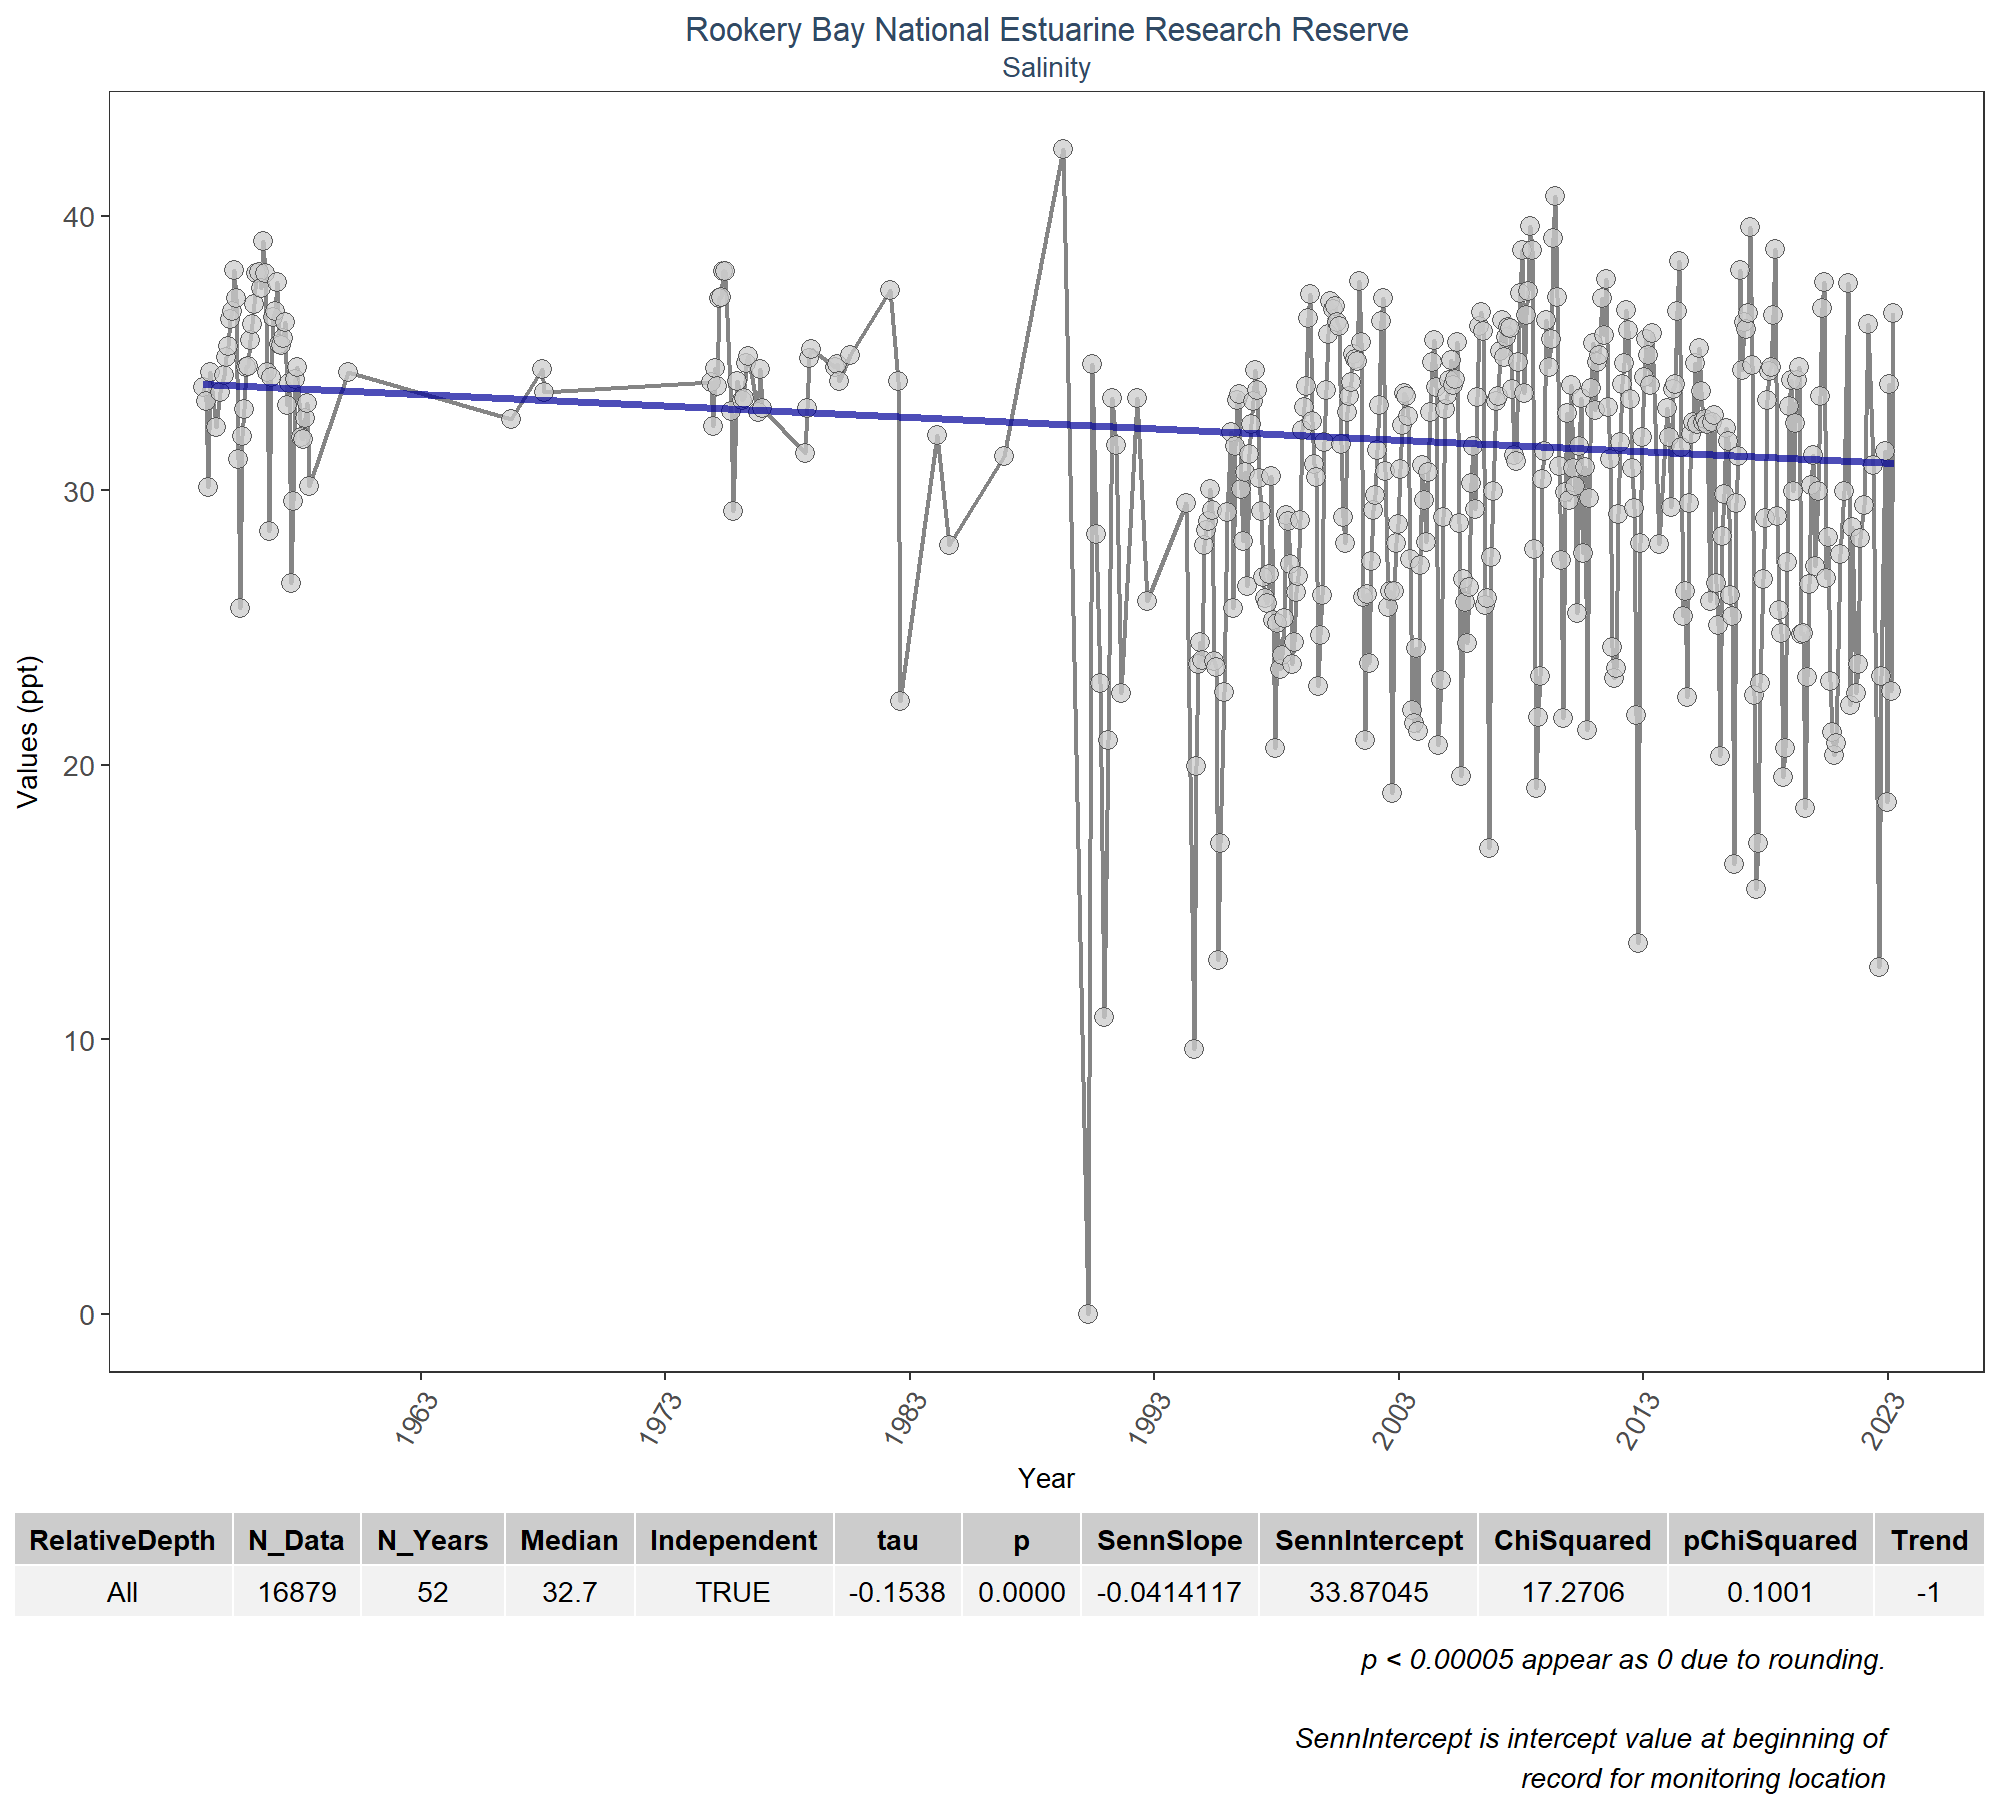 Rookery Bay National Estuarine Research Reserve
Salinity
Values (ppt)
40
30
20
10
0
1963 1973 1983 1993 2003 2013 2023
Year
RelativeDepth N_Data N_Years Median Independent tau p SennSlope SennIntercept ChiSquared pChiSquared Trend
All 16879 52 32.7 TRUE -0.1538 0.0000 -0.0414117 33.87045 17.2706 0.1001 -1
p < 0.00005 appear as 0 due to rounding.
SennIntercept is intercept value at beginning of
record for monitoring location